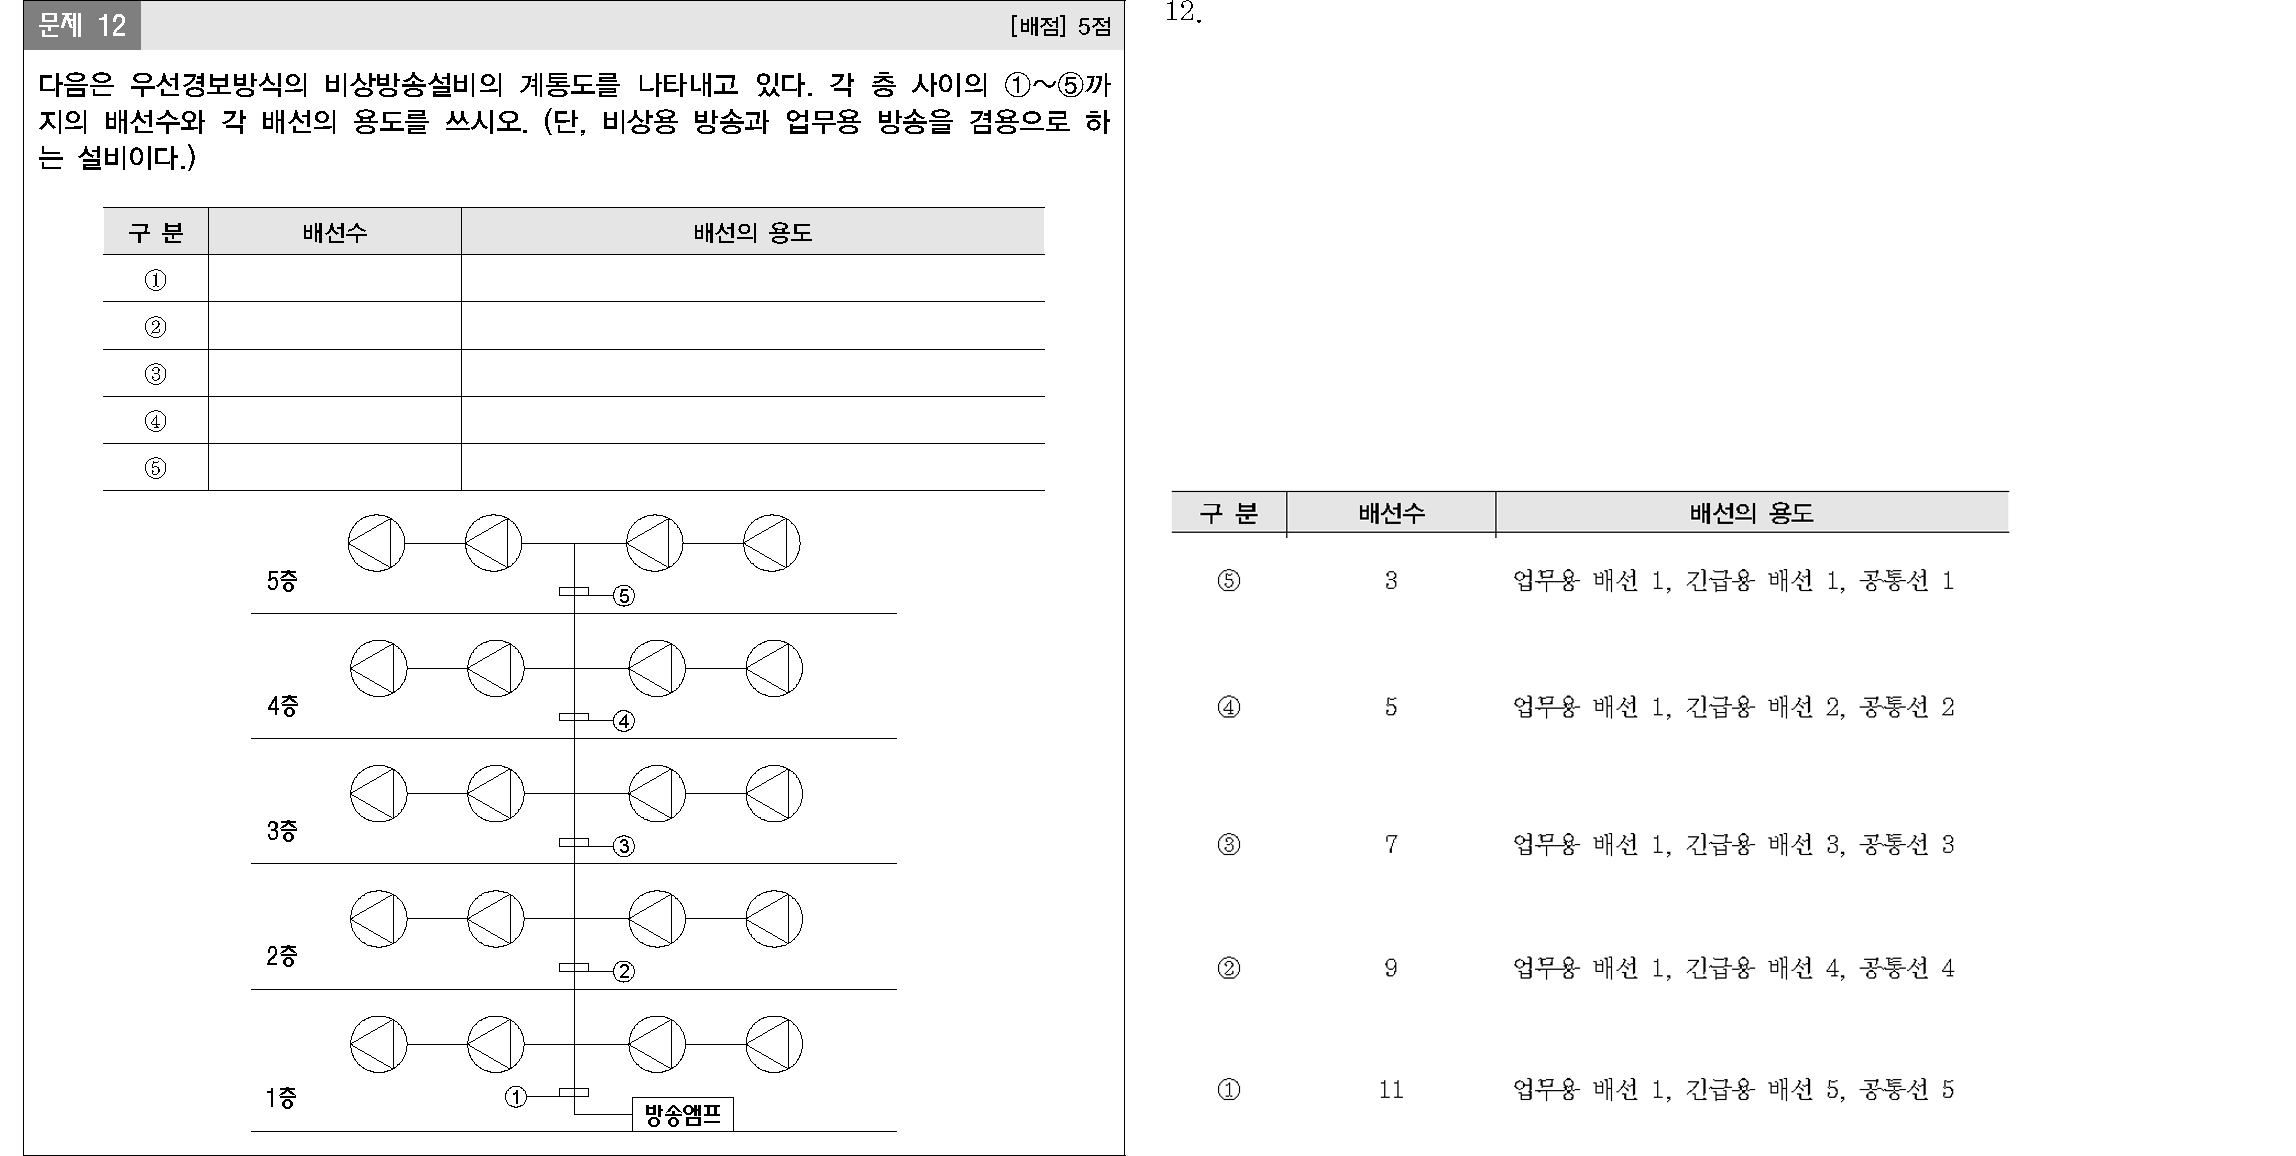 문제 12
[배점] 5점
다음은 우선경보방식의 비상방송설비의 계통도를 나타내고 있다. 각 층 사이의 ①~⑤까
지의 배선수와 각 배선의 용도를 쓰시오. (단, 비상용 방송과 업무용 방송을 겸용으로 하
는 설비이다.)
구 분 배선수 배선의 용도
①
②
③
④
⑤
5층 ⑤
4층 ④
3층 ③
2층 ②
① 
1층 방송앰프
12.
구 분 배선수 배선의 용도
⑤ 3 업무용 배선 1, 긴급용 배선 1, 공통선 1
④ 5 업무용 배선 1, 긴급용 배선 2, 공통선 2
③ 7 업무용 배선 1, 긴급용 배선 3, 공통선 3
② 9 업무용 배선 1, 긴급용 배선 4, 공통선 4
① 11 업무용 배선 1, 긴급용 배선 5, 공통선 5